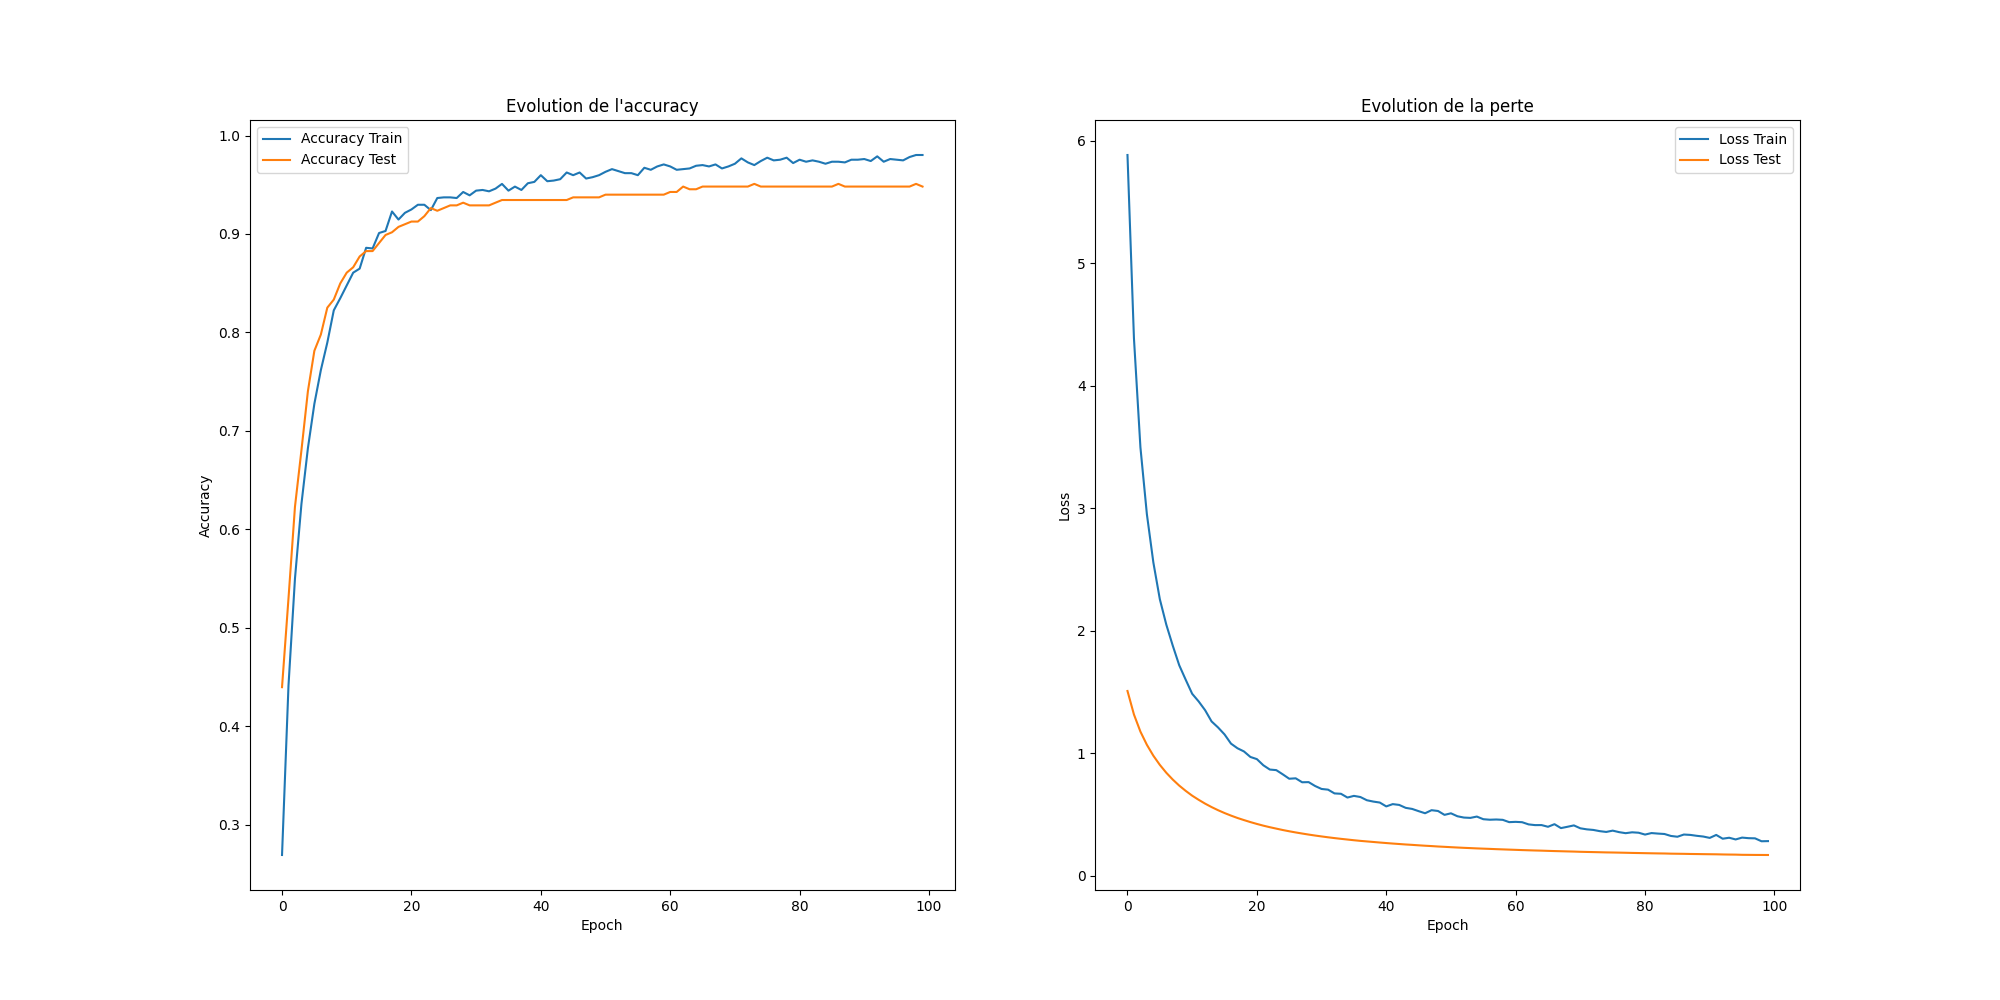 Evolution de l'accuracy
Accuracy Train
Accuracy Test
1.0
0.9
0.8
0.7
0.6
0.5
0.4
0.3
Accuracy
0 20 40 60 80 100
Epoch
Evolution de la perte
Loss Train
Loss Test
6
5
4
3
2
1
0
Loss
0 20 40 60 80 100
Epoch